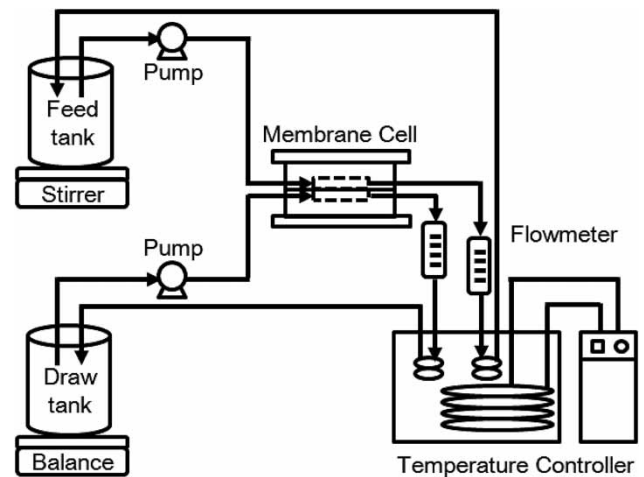 Pump
Feed
tank
Stirrer
Membrane Cell
Flowmeter
Pump
Draw
tank
Balance
Temperature Controller